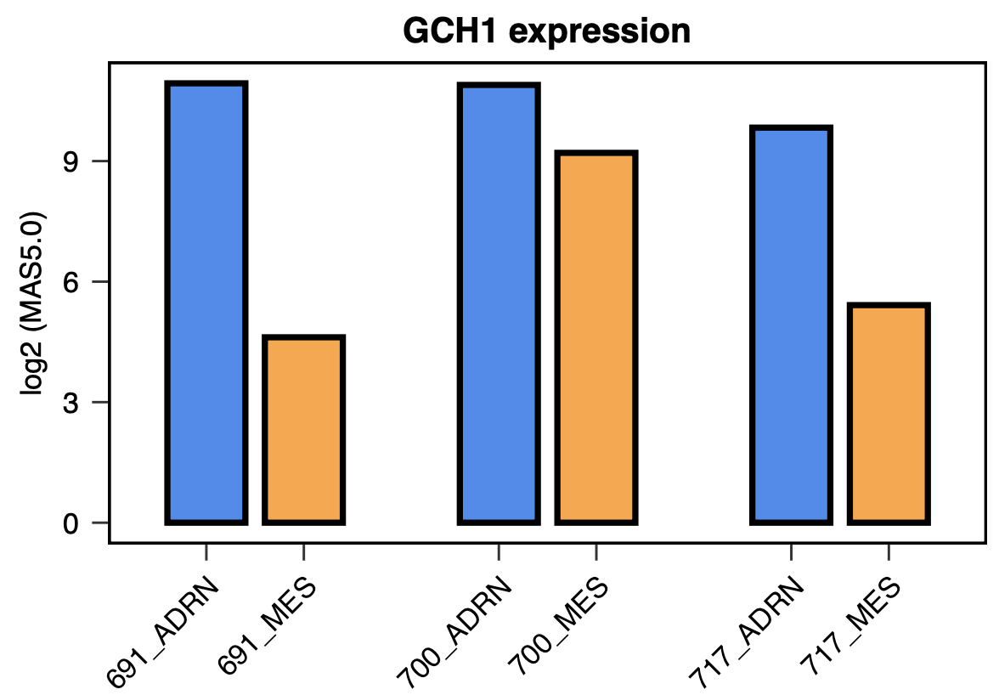 GCH1 expression
log2 (MAS5.0)
9
6
3
0
691_ADRN
691_MES
700_ADRN
700_MES
717_ADRN
717_MES